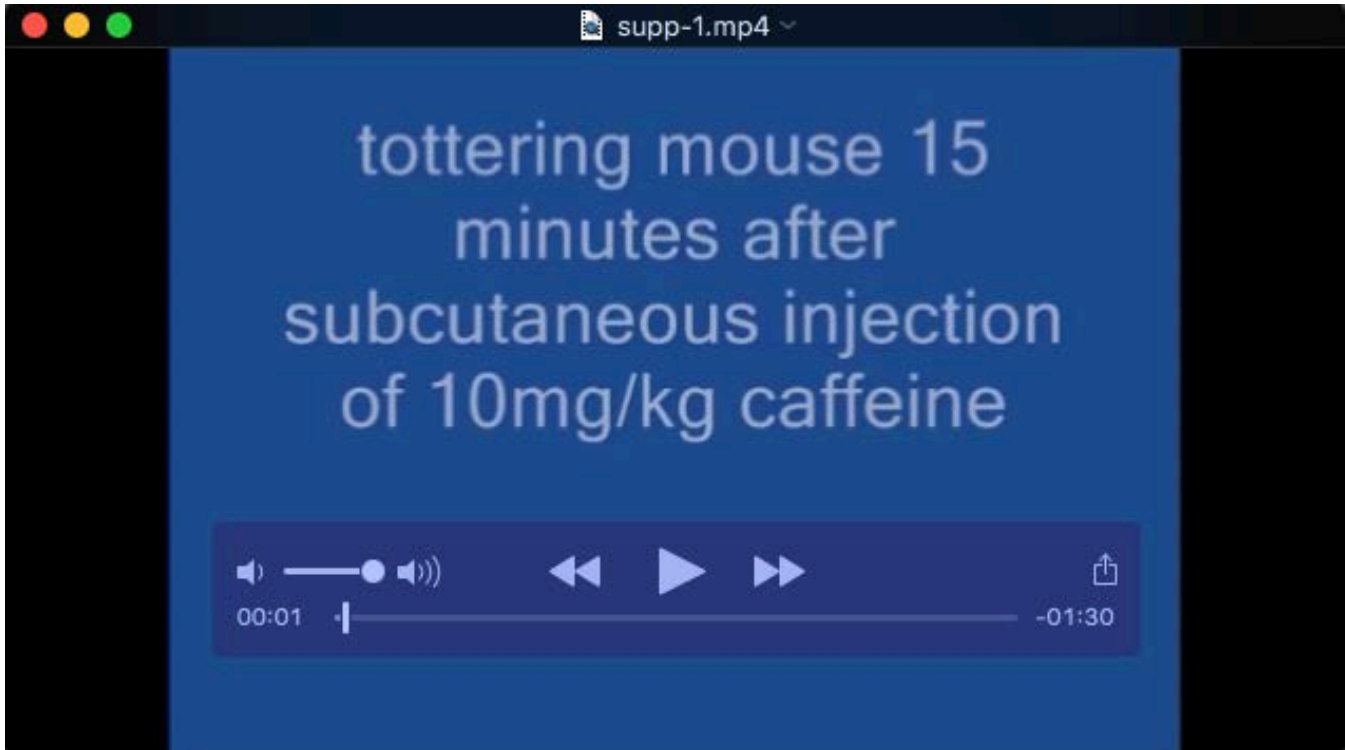 supp-1.mp4
tottering mouse 15
minutes after
subcutaneous injection
of 10mg/kg caffeine
00:01
-01:30